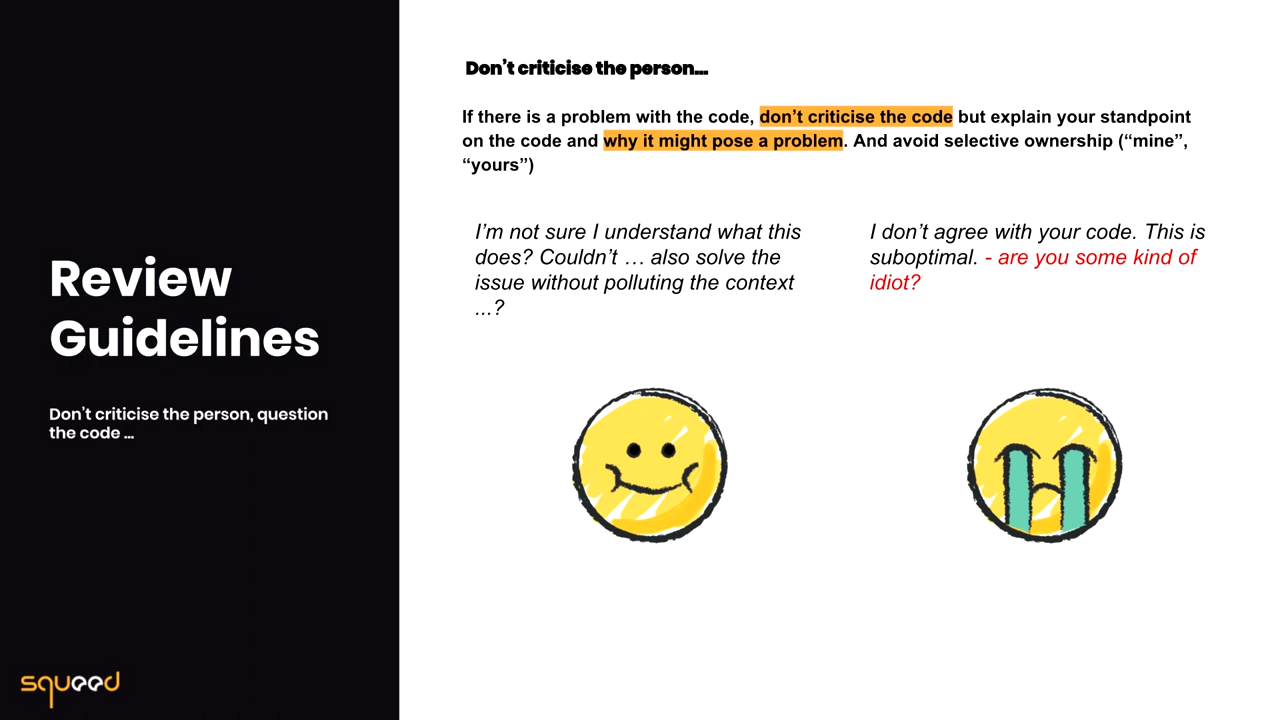 Review
Guidelines
Don't criticise the person, question
the code ...
squeed
Don't criticise the person...
If there is a problem with the code, don't criticise the code but explain your standpoint
on the code and why it might pose a problem. And avoid selective ownership (“mine”,
“yours”)
I'm not sure I understand what this
does? Couldn't … also solve the
issue without polluting the context
...?
I don't agree with your code. This is
suboptimal. - are you some kind of
idiot?